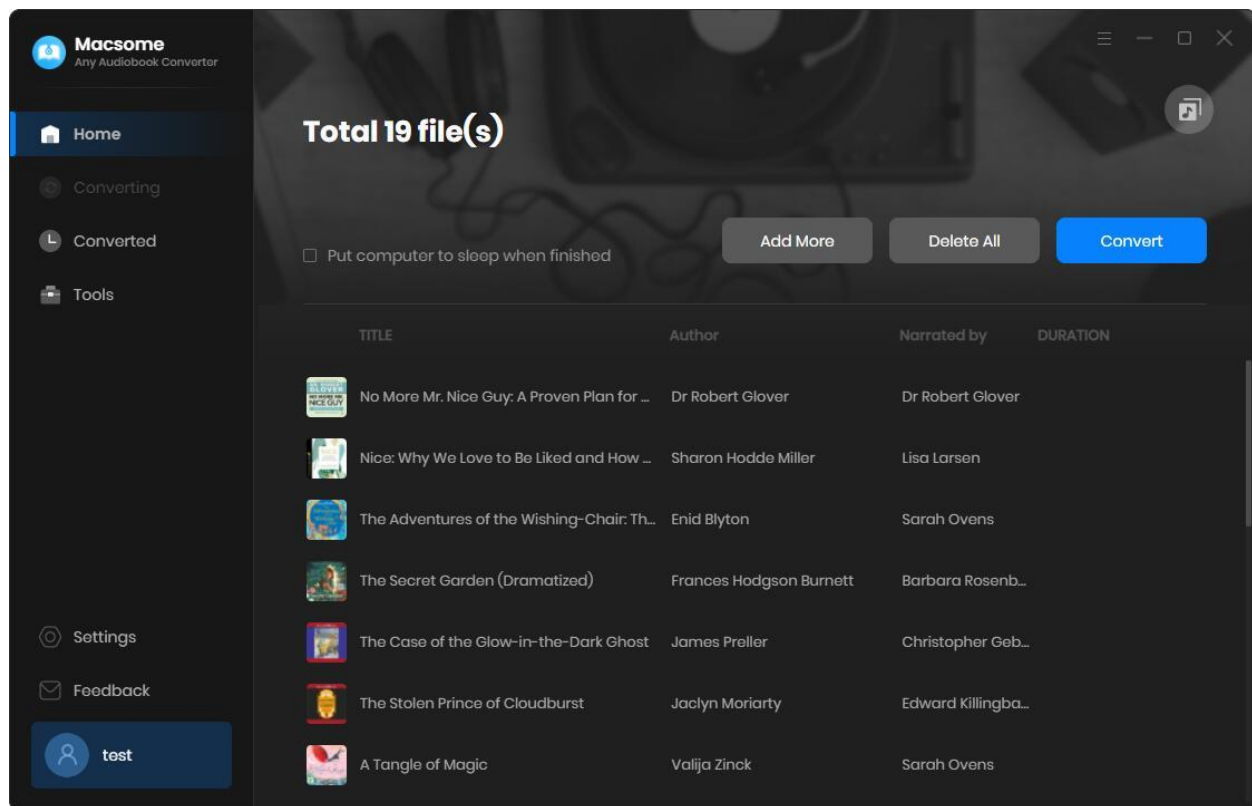 Macsome
Any Audiobook Converter
Home
Converting
Converted
Tools
Settings
Feedback
test
Total 19 file(s)
Put computer to sleep when finished
Add More
Delete All
Convert
TITLE Author Narrated by DURATION
GLOVER
NICE GUY
No More Mr. Nice Guy: A Proven Plan for ... Dr Robert Glover Dr Robert Glover
Nice: Why We Love to Be Liked and How ... Sharon Hodde Miller Lisa Larsen
The Adventures of the Wishing-Chair: Th... Enid Blyton Sarah Ovens
The Secret Garden (Dramatized) Frances Hodgson Burnett Barbara Rosenb...
The Case of the Glow-in-the-Dark Ghost James Preller Christopher Geb...
The Stolen Prince of Cloudburst Jaclyn Moriarty Edward Killingba...
A Tangle of Magic Valija Zinck Sarah Ovens